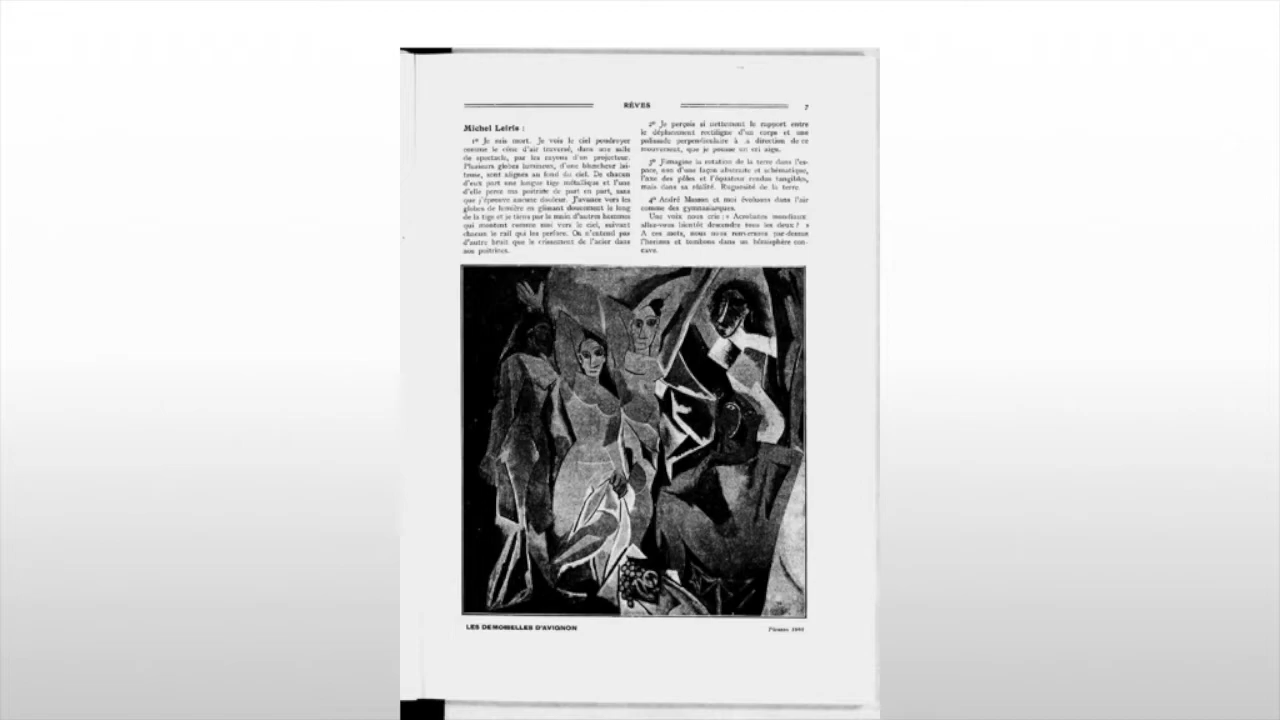 RÊVES
7
Michel Leiris :
1° Je suis mort. Je vois le ciel poudroyer
comme le cône d'air traversé, dans une salle
de spectacle, par les rayons d'un projecteur.
Plusieurs globes lumineux, d'une blancheur lai-
teuse, sont alignés au fond du ciel. De chacun
d'eux part une longue tige métallique et l'une
d'elle perce ma poitrine de part en part, sans
que j'éprouve aucune douleur. J'avance vers les
globes de lumière en glissant doucement le long
de la tige et je tiens par la main d'autres hommes
qui montent comme moi vers le ciel, suivant
chacun le rail qui les perfore. On n'entend pas
d'autre bruit que le crissement de l'acier dans
nos poitrines.
2° Je perçois si nettement le rapport entre
le déplacement rectiligne d'un corps et une
palissade perpendiculaire à la direction de ce
mouvement, que je pousse un cri aigu.
3° J'imagine la rotation de la terre dans l'es-
pace, non d'une façon abstraite et schématique,
l'axe des pôles et l'équateur rendus tangibles,
mais dans sa réalité. Rugosité de la terre.
4° André Masson et moi évoluons dans l'air
comme des gymnasiarques.
Une voix nous crie : « Acrobates mondiaux
allez-vous bientôt descendre tous les deux ? »
A ces mots, nous nous renversons par-dessus
l'horizon et tombons dans un hémisphère con-
cave.
LES DEMOISELLES D'AVIGNON
Picasso